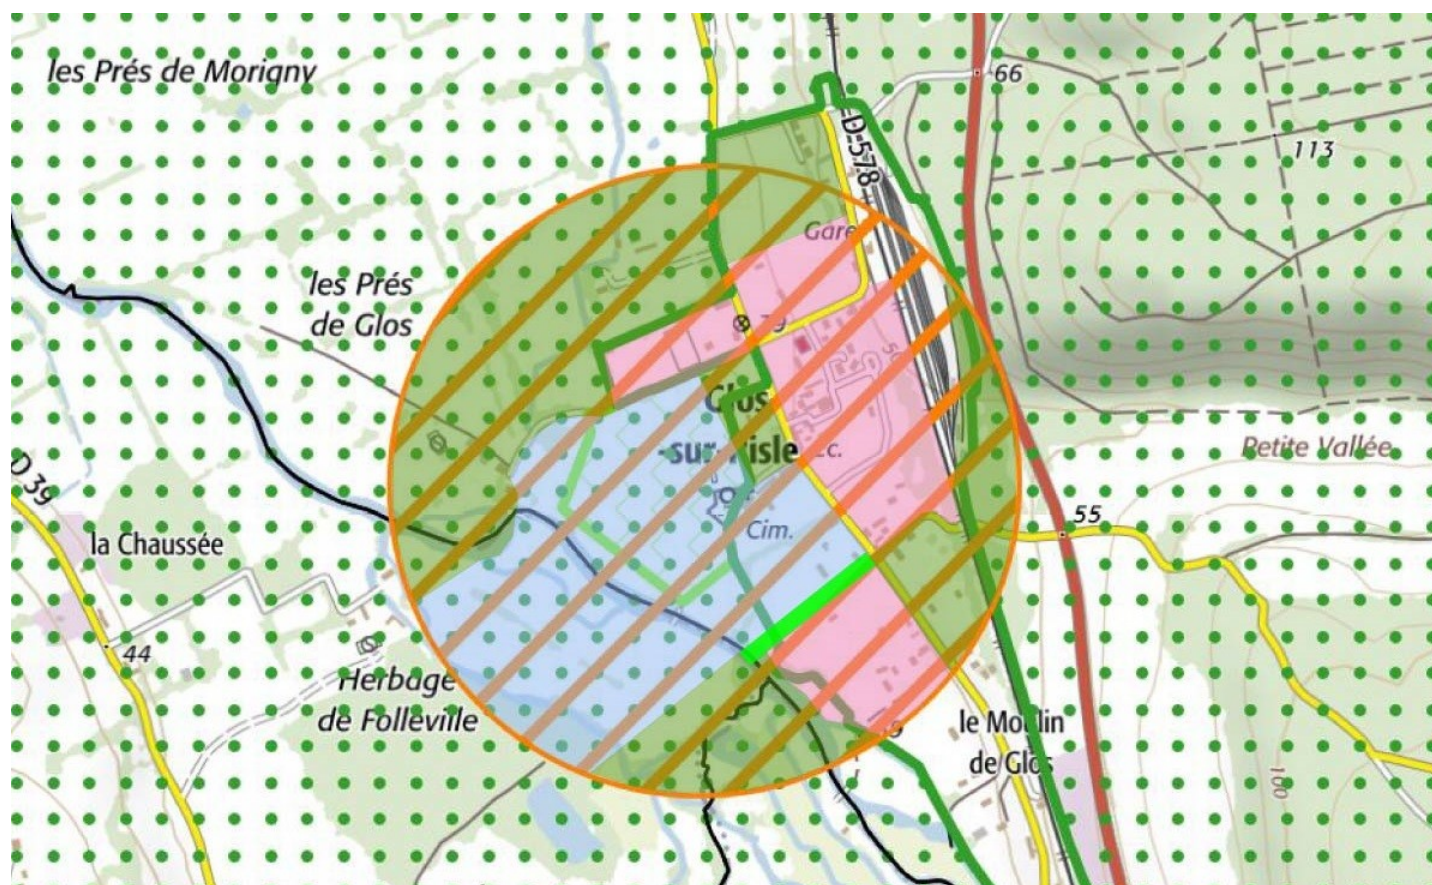 les Prés de Morigny
66
D 578
113
Gare
les Prés
de Glos
79
Glos
-sur-Risle
Petite Vallée
D 39
Cim.
55
la Chaussée
44
Herbage
de Folleville
le Moulin
de Glos
100